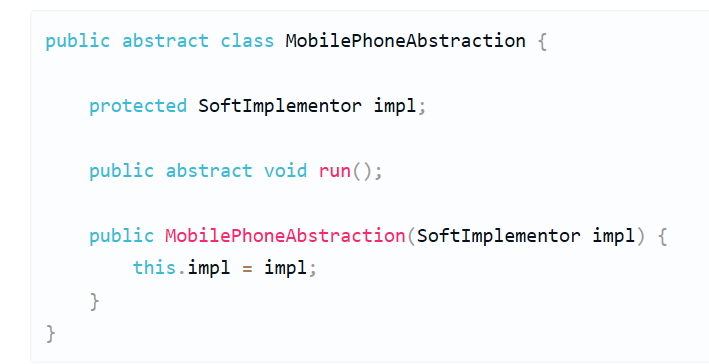 public abstract class MobilePhoneAbstraction {
protected SoftImplementor impl;
public abstract void run();
public MobilePhoneAbstraction(SoftImplementor impl) {
this.impl = impl;
}
}